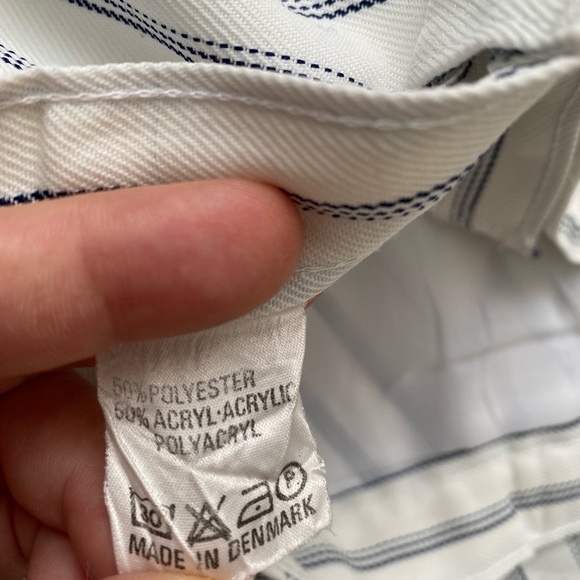 50% POLYESTER
50% ACRYL-ACRYLIC
POLYACRYL
30
P
MADE IN DENMARK